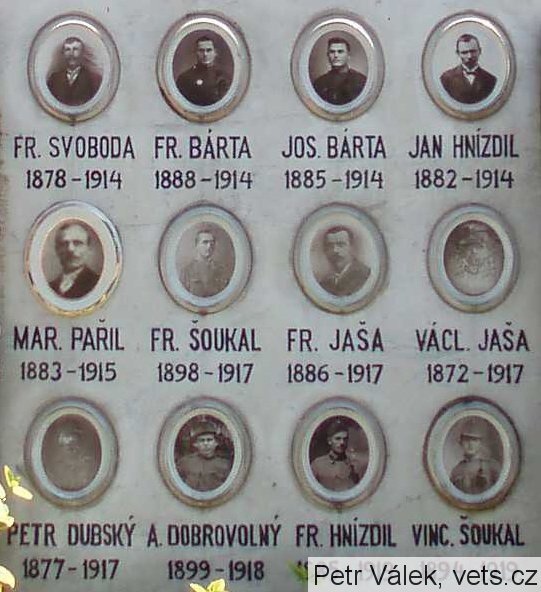 FR. SVOBODA FR. BÁRTA JOS. BÁRTA JAN HNÍZDIL
1878-1914 1888-1914 1885-1914 1882-1914
MAR. PAŘIL FR. ŠOUKAL FR. JAŠA VÁCL. JAŠA
1883-1915 1898-1917 1886-1917 1872-1917
PETR DUBSKÝ A. DOBROVOLNÝ FR. HNÍZDIL VINC. ŠOUKAL
1877-1917 1899-1918
Petr Válek, vets.cz